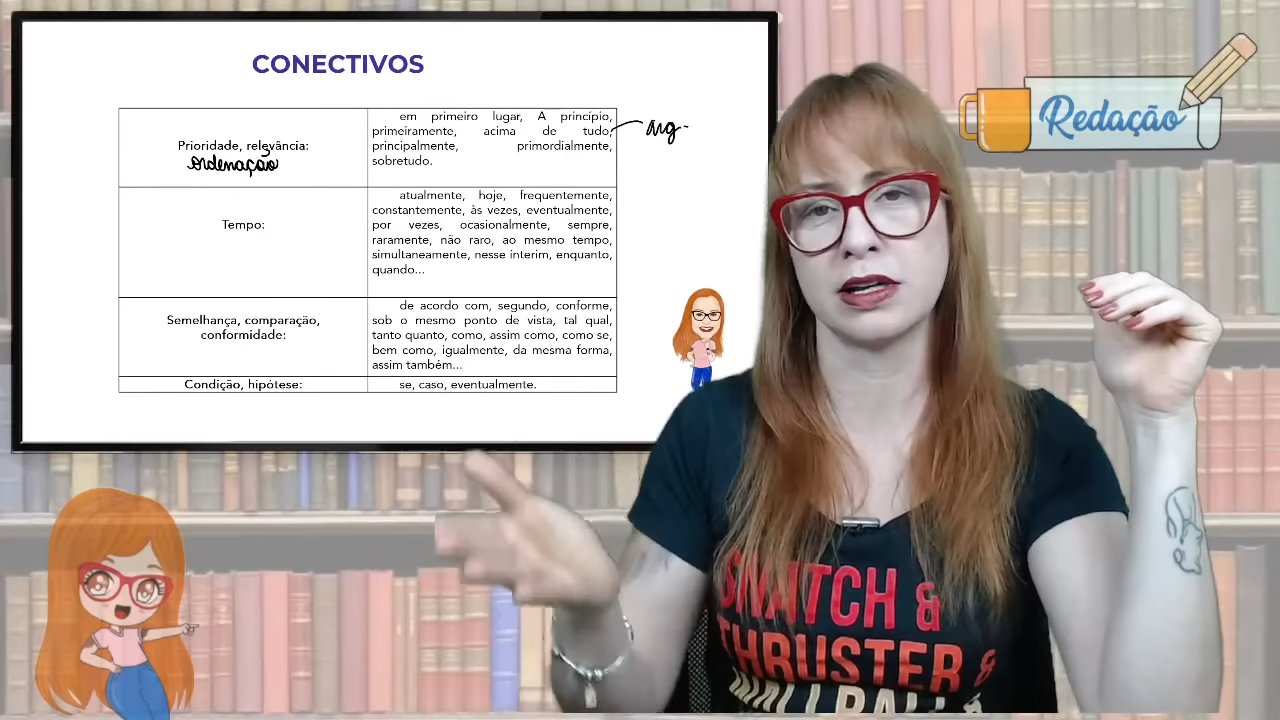 CONECTIVOS
Prioridade, relevância:
ordenação
em primeiro lugar, A princípio,
primeiramente, acima de tudo,
principalmente, primordialmente,
sobretudo.
arg-
Tempo:
atualmente, hoje, frequentemente,
constantemente, às vezes, eventualmente,
por vezes, ocasionalmente, sempre,
raramente, não raro, ao mesmo tempo,
simultaneamente, nesse interim, enquanto,
quando...
Semelhança, comparação,
conformidade:
de acordo com, segundo, conforme,
sob o mesmo ponto de vista, tal qual,
tanto quanto, como, assim como, como se,
bem como, igualmente, da mesma forma,
assim também...
Condição, hipótese:
se, caso, eventualmente.
Redação
SNATCH &
THRUSTER &
WALLBALLS